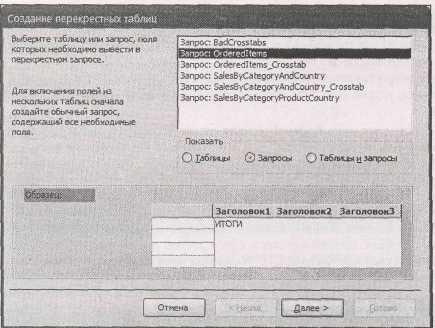 Создание перекрестных таблиц
Выберите таблицу или запрос, поля
которых необходимо вывести в
перекрестном запросе.
Для включения полей из
нескольких таблиц сначала
создайте обычный запрос,
содержащий все необходимые
поля.
Запрос: BadCrosstabs
Запрос: OrderedItems
Запрос: OrderedItems_Crosstab
Запрос: SalesByCategoryAndCountry
Запрос: SalesByCategoryAndCountry_Crosstab
Запрос: SalesByCategoryProductCountry
Показать
Таблицы Запросы Таблицы и запросы
Образец:
Заголовок1 Заголовок2 Заголовок3
ИТОГИ
Отмена < Назад Далее > Готово